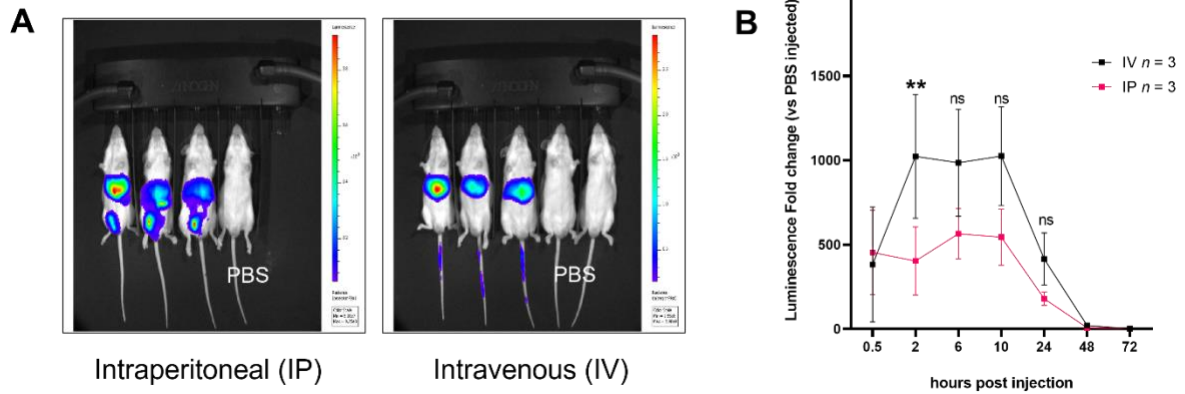 A
PBS
Intraperitoneal (IP)
PBS
Intravenous (IV)
B
Luminescence Fold change (vs PBS injected)
1500
1000
500
0
**
ns
ns
ns
0.5 2 6 10 24 48 72
hours post injection
IV n = 3
IP n = 3